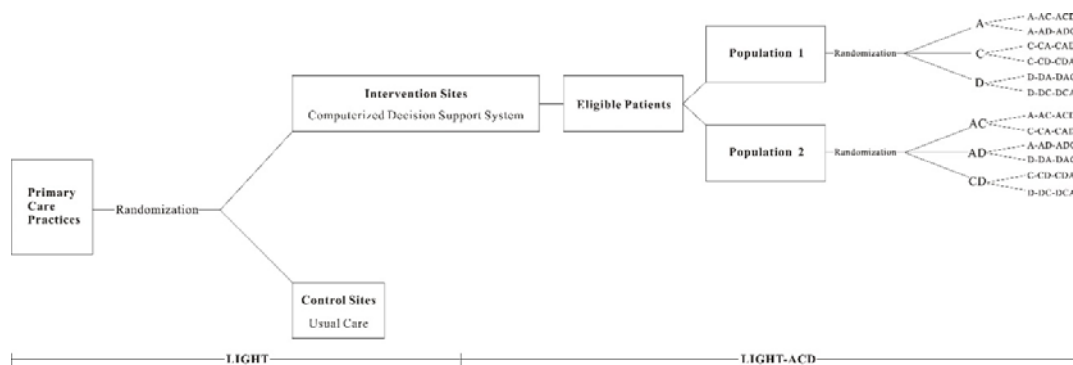 Primary
Care
Practices
Randomization
Intervention Sites
Computerized Decision Support System
Control Sites
Usual Care
Eligible Patients
Population 1
Randomization
A
A-AC-ACD
A-AD-ADC
C
C-CA-CAD
C-CD-CDA
D
D-DA-DAC
D-DC-DCA
Population 2
Randomization
AC
A-AC-ACD
C-CA-CAD
AD
A-AD-ADC
D-DA-DAC
CD
C-CD-CDA
D-DC-DCA
LIGHT
LIGHT-ACD